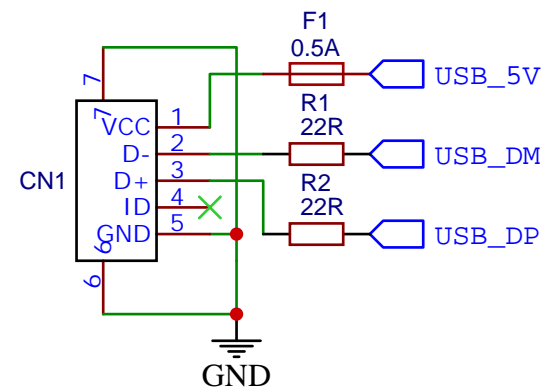 F1
0.5A
USB_5V
7
7
VCC 1
R1
22R
D- 2
USB_DM
CN1
D+ 3
R2
22R
ID 4
GND 5
USB_DP
6
6
GND